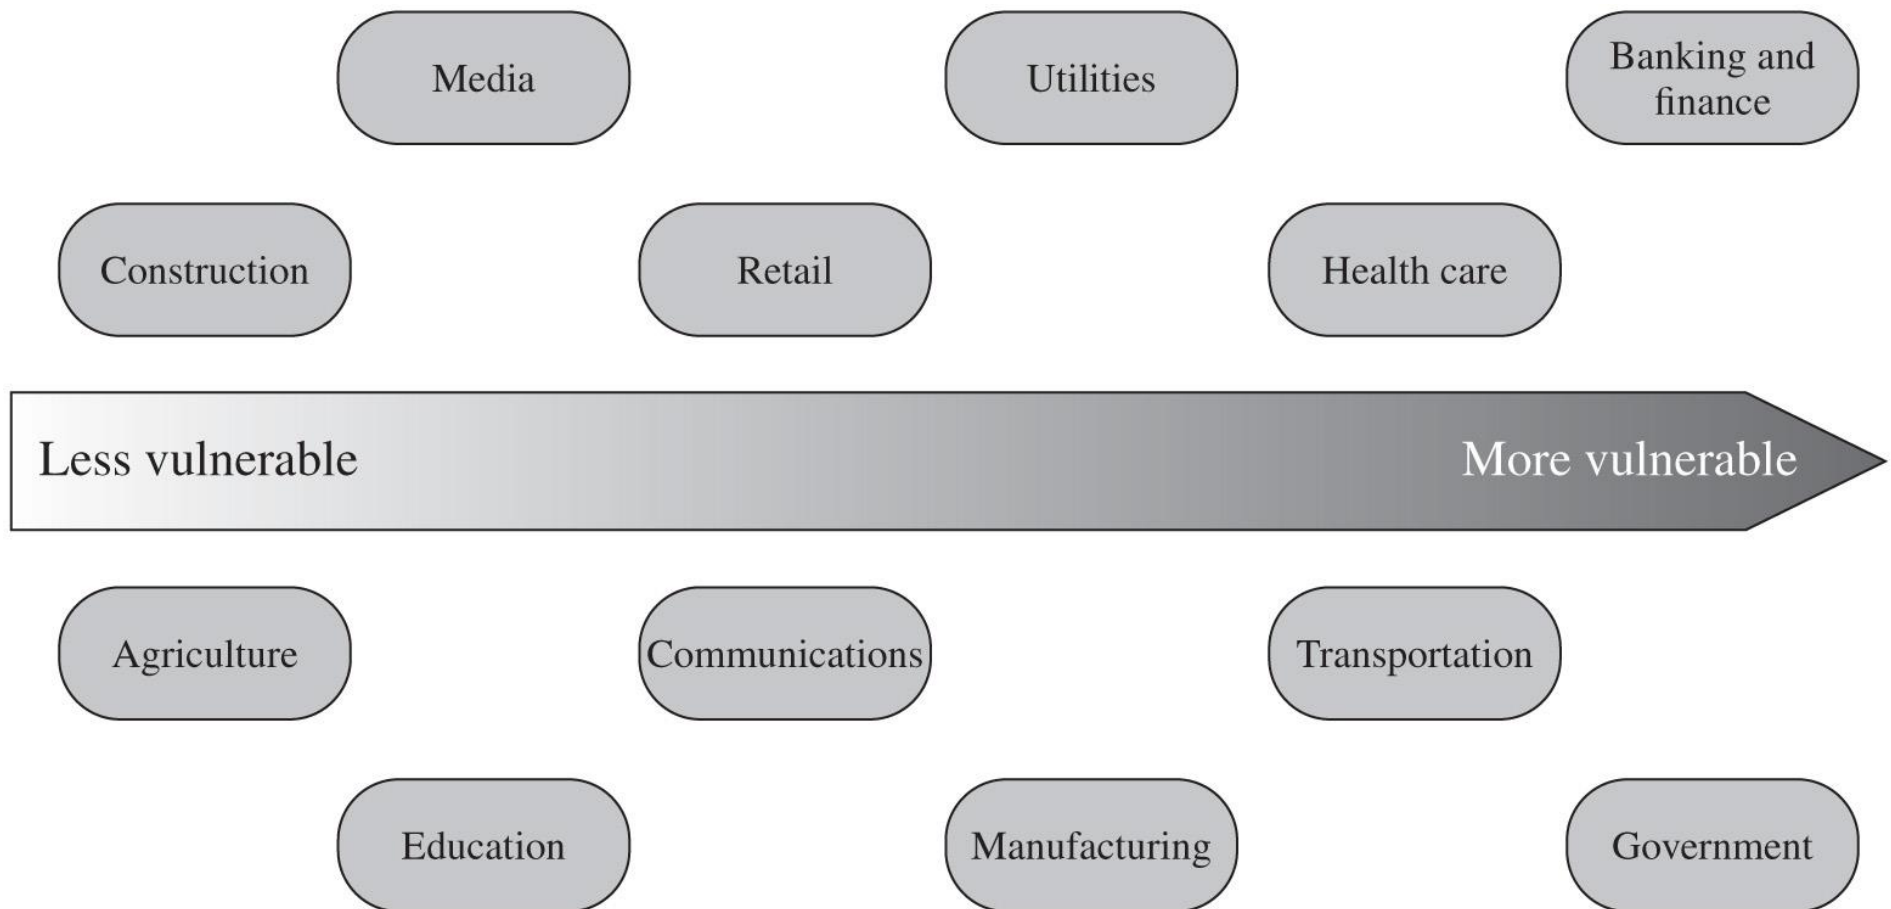 Media
Utilities
Banking and
finance
Construction
Retail
Health care
Less vulnerable
More vulnerable
Agriculture
Communications
Transportation
Education
Manufacturing
Government